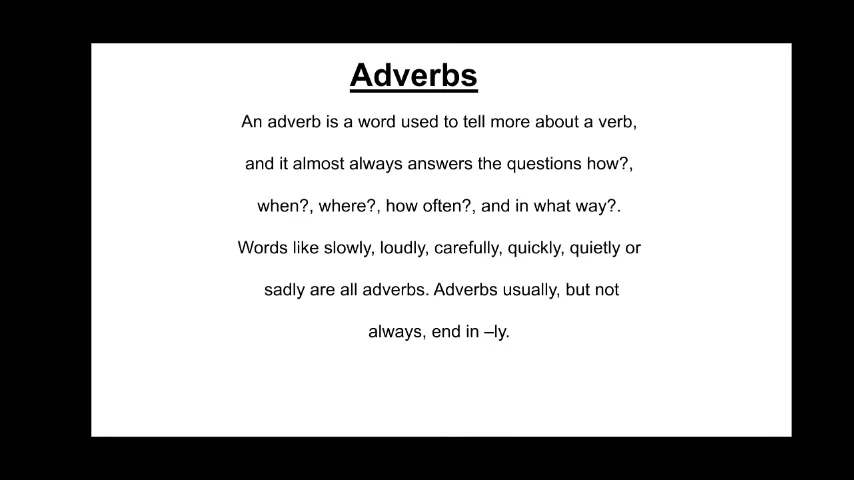 Adverbs
An adverb is a word used to tell more about a verb,
and it almost always answers the questions how?,
when?, where?, how often?, and in what way?.
Words like slowly, loudly, carefully, quickly, quietly or
sadly are all adverbs. Adverbs usually, but not
always, end in –ly.